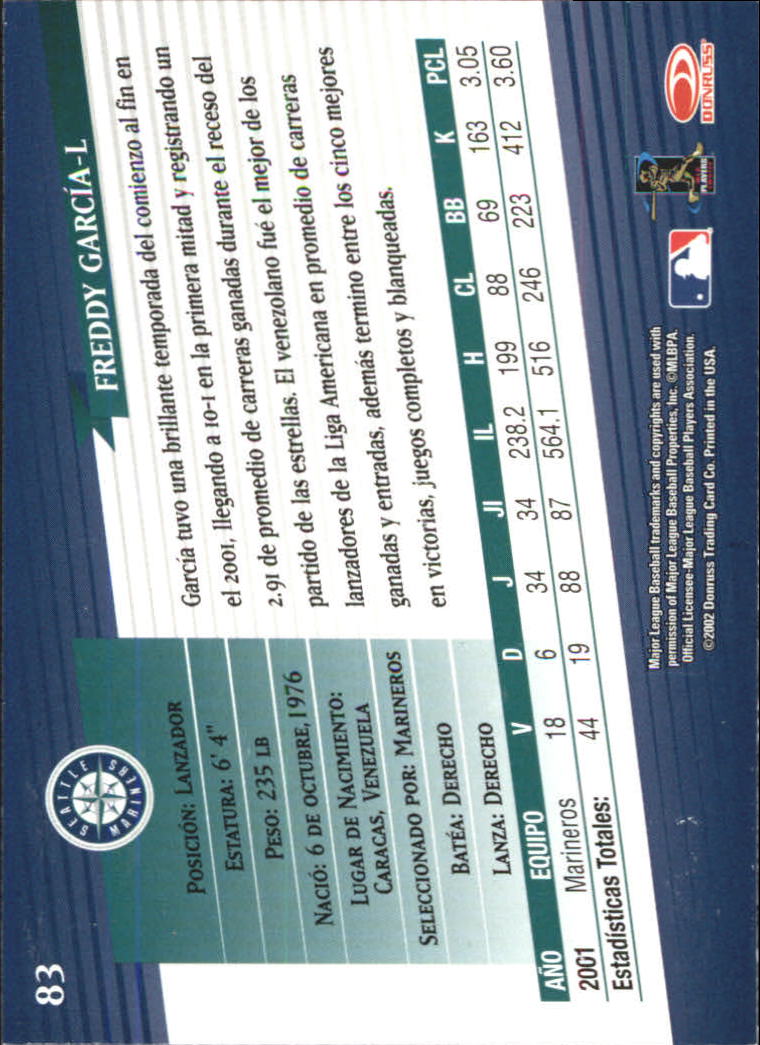 83
FREDDY GARCÍA-L
SEATTLE
MARINERS
POSICIÓN: LANZADOR
ESTATURA: 6' 4"
PESO: 235 LB
NACIÓ: 6 DE OCTUBRE, 1976
LUGAR DE NACIMIENTO:
CARACAS, VENEZUELA
SELECCIONADO POR: MARINEROS
BATÉA: DERECHO
LANZA: DERECHO
García tuvo una brillante temporada del comienzo al fin en
el 2001, llegando a 10-1 en la primera mitad y registrando un
2.91 de promedio de carreras ganadas durante el receso del
partido de las estrellas. El venezolano fué el mejor de los
lanzadores de la Liga Americana en promedio de carreras
ganadas y entradas, además termino entre los cinco mejores
en victorias, juegos completos y blanqueadas.
AÑO EQUIPO V D J JI IL H CL BB K PCL
2001 Marineros 18 6 34 34 238.2 199 88 69 163 3.05
Estadísticas Totales: 44 19 88 87 564.1 516 246 223 412 3.60
Major League Baseball trademarks and copyrights are used with
permission of Major League Baseball Properties, Inc. ©MLBPA.
Official Licensee-Major League Baseball Players Association.
©2002 Donruss Trading Card Co. Printed in the USA.
PLAYERS
DONRUSS